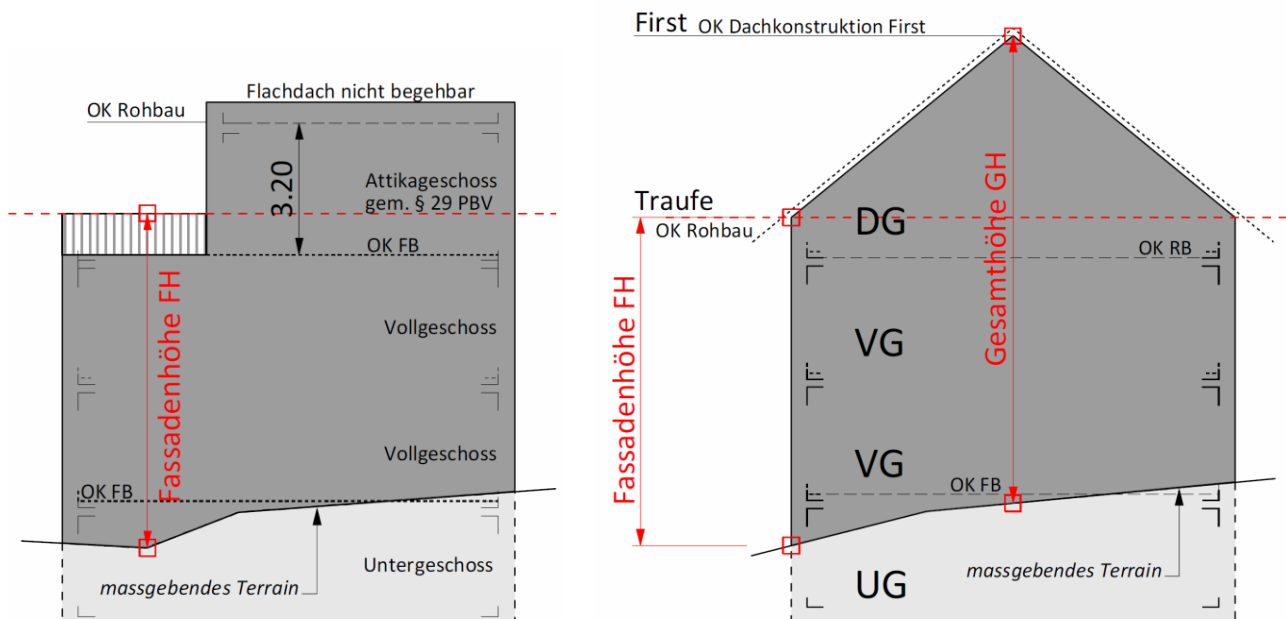 Flachdach nicht begehbar
OK Rohbau
3.20
Attikageschoss
gem. § 29 PBV
OK FB
Fassadenhöhe FH
Vollgeschoss
Vollgeschoss
OK FB
Untergeschoss
massgebendes Terrain
First OK Dachkonstruktion First
Traufe
OK Rohbau
DG
OK RB
Gesamthöhe GH
Fassadenhöhe FH
VG
VG
OK FB
massgebendes Terrain
UG